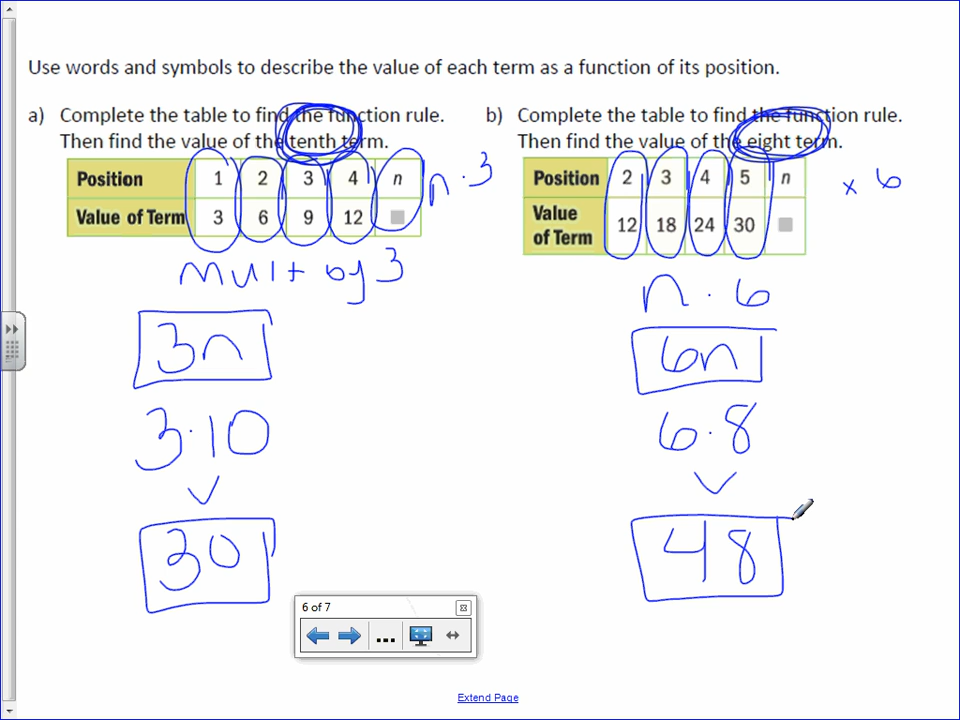 Use words and symbols to describe the value of each term as a function of its position.
a) Complete the table to find the function rule.
Then find the value of the tenth term.
Position 1 2 3 4 n
Value of Term 3 6 9 12
n · 3
Mult by 3
3n
3·10
30
b) Complete the table to find the function rule.
Then find the value of the eight term.
Position 2 3 4 5 n
Value
of Term 12 18 24 30
× 6
n · 6
6n
6·8
48
6 of 7
...
Extend Page